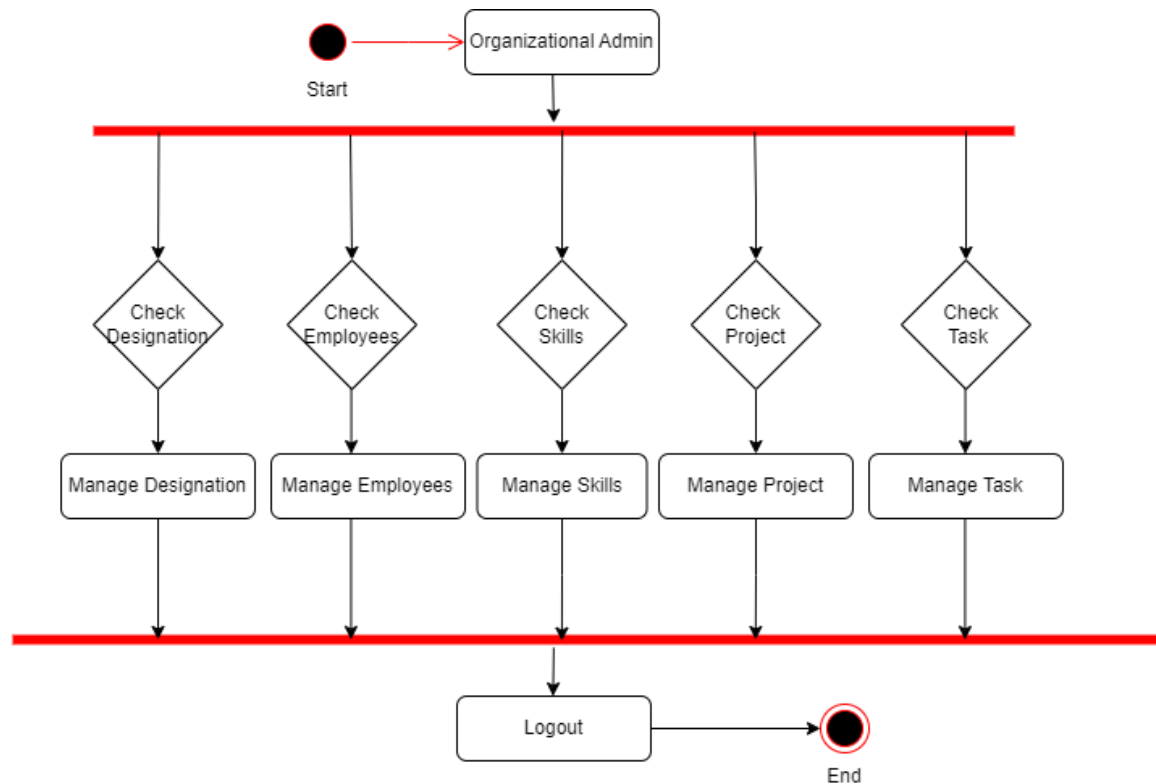 Organizational Admin
Start
Check
Designation
Check
Employees
Check
Skills
Check
Project
Check
Task
Manage Designation
Manage Employees
Manage Skills
Manage Project
Manage Task
Logout
End